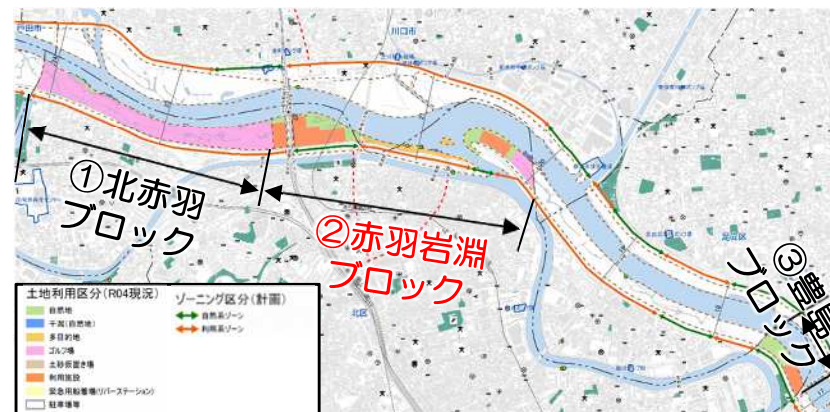 戸田市
川口市
①北赤羽
ブロック
②赤羽岩淵
ブロック
③豊島
ブロック
足立区
北区
土地利用区分(R04現況)
自然地
干潟(自然地)
多目的地
ゴルフ場
土砂仮置き場
利用施設
緊急用船着場(リバーステーション)
駐車場等
ゾーニング区分(計画)
自然系ゾーン
利用系ゾーン